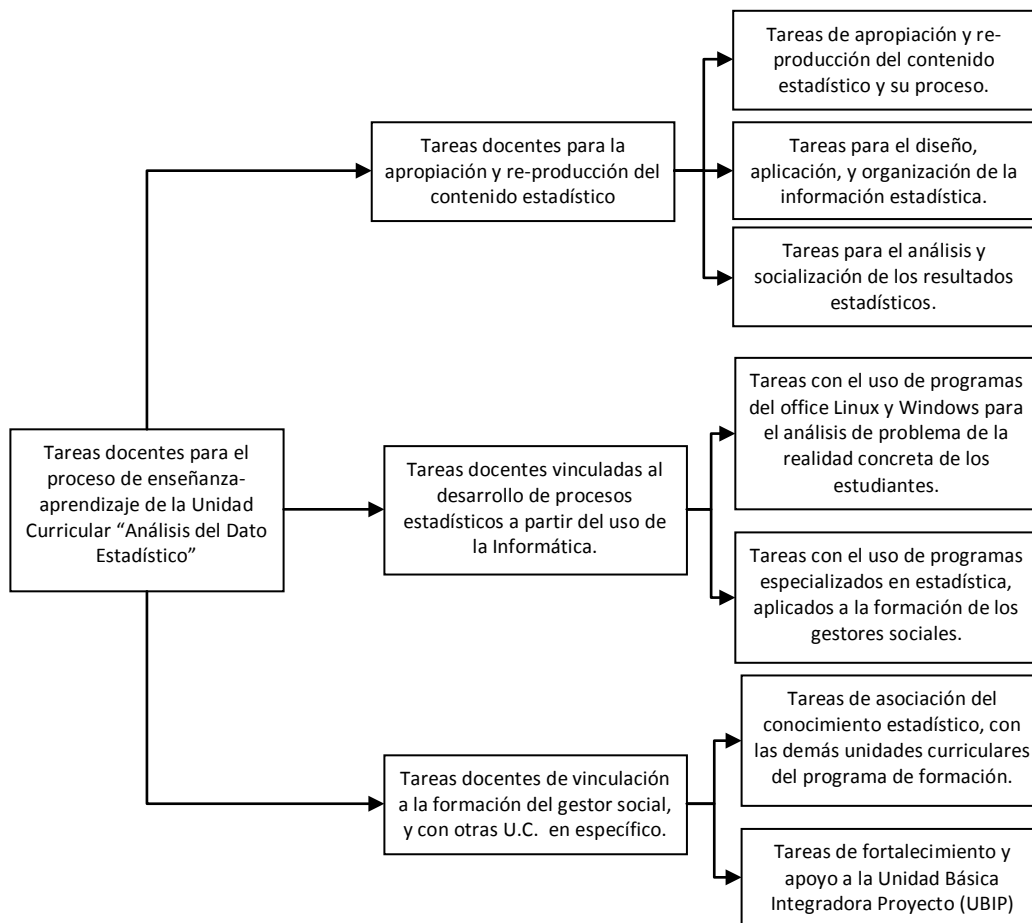 Tareas docentes para el
proceso de enseñanza-
aprendizaje de la Unidad
Curricular “Análisis del Dato
Estadístico”
Tareas docentes para la
apropiación y re-producción del
contenido estadístico
Tareas de apropiación y re-
producción del contenido
estadístico y su proceso.
Tareas para el diseño,
aplicación, y organización de la
información estadística.
Tareas para el análisis y
socialización de los resultados
estadísticos.
Tareas docentes vinculadas al
desarrollo de procesos
estadísticos a partir del uso de
la Informática.
Tareas con el uso de programas
del office Linux y Windows para
el análisis de problema de la
realidad concreta de los
estudiantes.
Tareas con el uso de programas
especializados en estadística,
aplicados a la formación de los
gestores sociales.
Tareas docentes de vinculación
a la formación del gestor social,
y con otras U.C. en específico.
Tareas de asociación del
conocimiento estadístico, con
las demás unidades curriculares
del programa de formación.
Tareas de fortalecimiento y
apoyo a la Unidad Básica
Integradora Proyecto (UBIP)